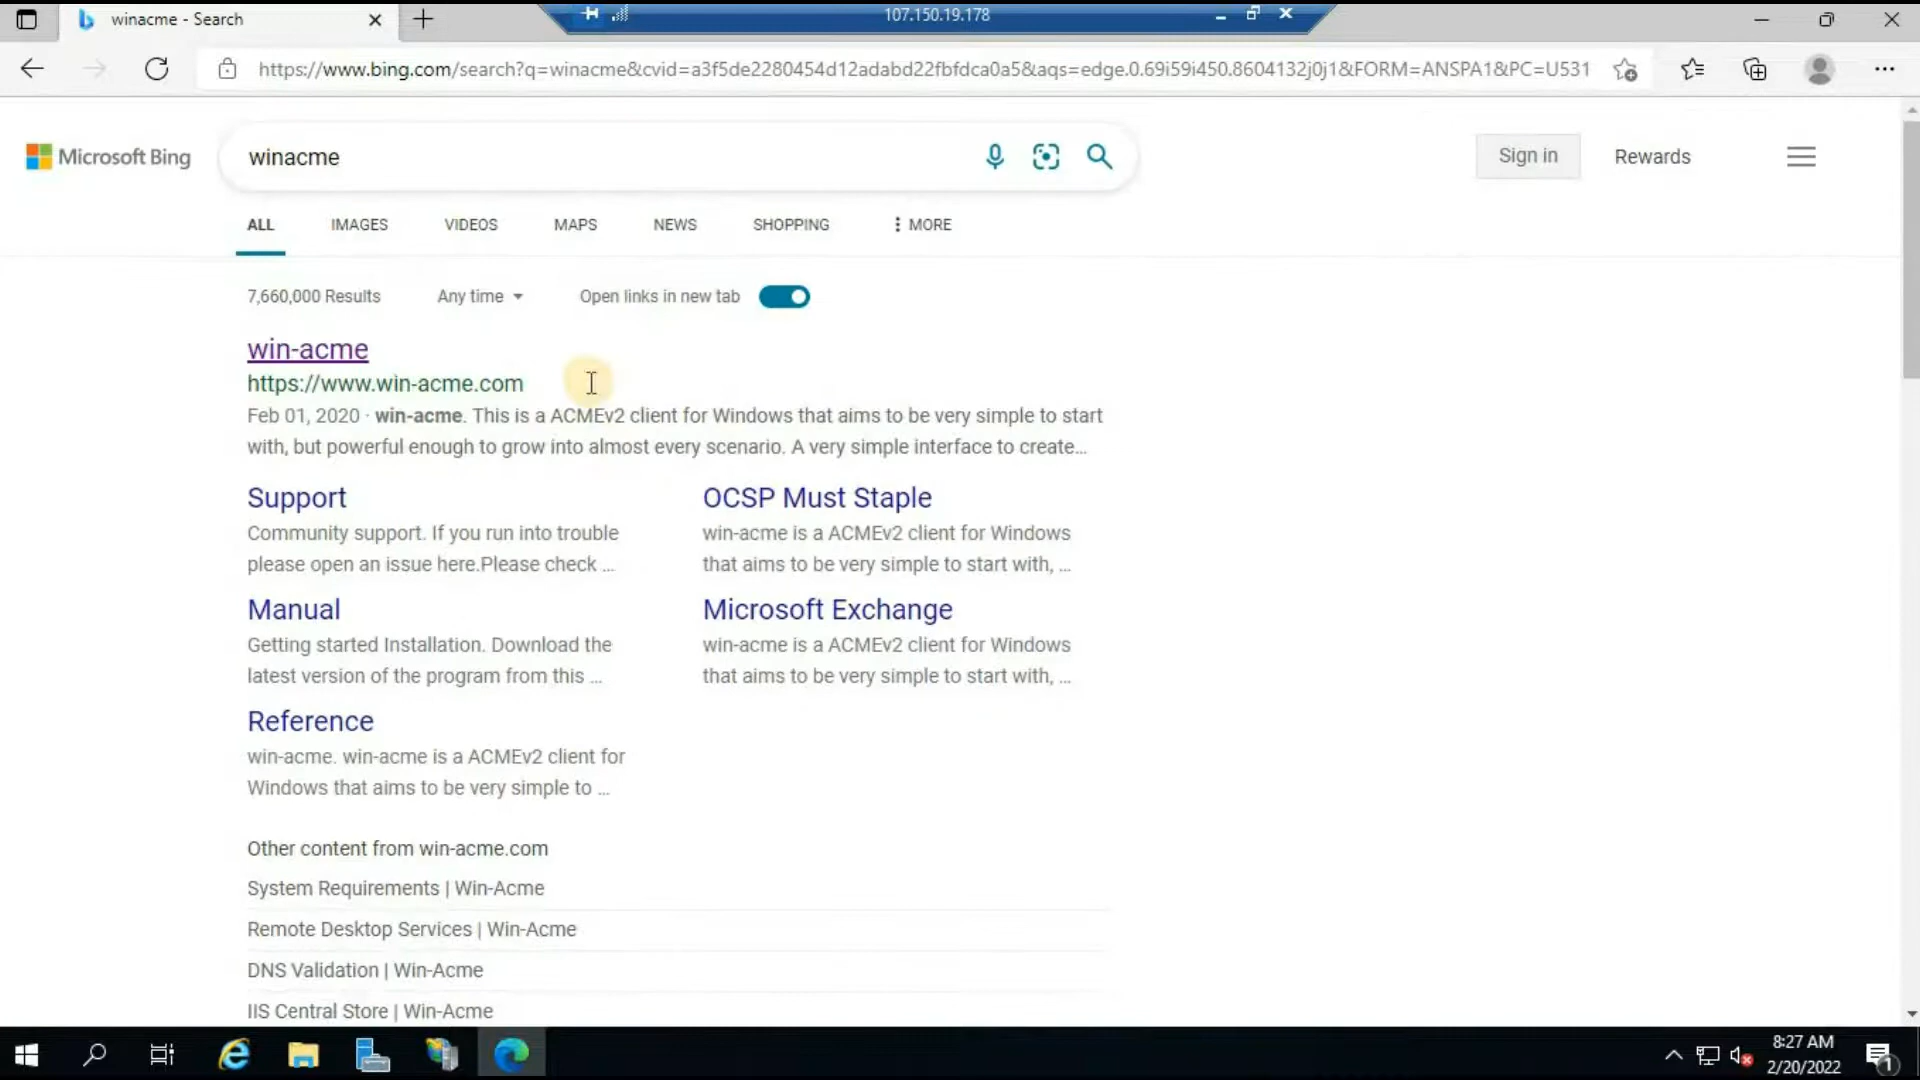 winacme - Search
107.150.19.178
https://www.bing.com/search?q=winacme&cvid=a3f5de2280454d12adabd22fbfdca0a5&aqs=edge.0.69i59i450.8604132j0j1&FORM=ANSPA1&PC=U531
Microsoft Bing
winacme
Sign in
Rewards
ALL
IMAGES
VIDEOS
MAPS
NEWS
SHOPPING
MORE
7,660,000 Results
Any time
Open links in new tab
win-acme
https://www.win-acme.com
Feb 01, 2020 · win-acme. This is a ACMEv2 client for Windows that aims to be very simple to start
with, but powerful enough to grow into almost every scenario. A very simple interface to create...
Support
Community support. If you run into trouble
please open an issue here.Please check ...
OCSP Must Staple
win-acme is a ACMEv2 client for Windows
that aims to be very simple to start with, ...
Manual
Getting started Installation. Download the
latest version of the program from this ...
Microsoft Exchange
win-acme is a ACMEv2 client for Windows
that aims to be very simple to start with, ...
Reference
win-acme. win-acme is a ACMEv2 client for
Windows that aims to be very simple to ...
Other content from win-acme.com
System Requirements | Win-Acme
Remote Desktop Services | Win-Acme
DNS Validation | Win-Acme
IIS Central Store | Win-Acme
8:27 AM
2/20/2022
1